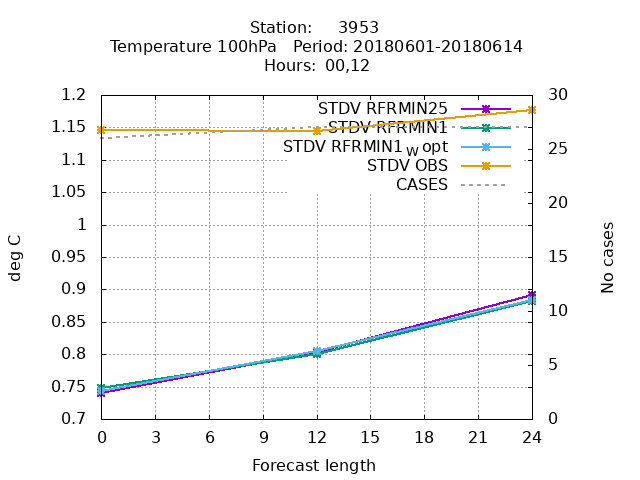 Station:     3953
Temperature 100hPa   Period: 20180601-20180614
Hours: 00,12
STDV RFRMIN25
STDV RFRMIN1
STDV RFRMIN1wopt
STDV OBS
CASES
1.2
1.15
1.1
1.05
1
0.95
0.9
0.85
0.8
0.75
0.7
deg C
30
25
20
15
10
5
0
No cases
0 3 6 9 12 15 18 21 24
Forecast length